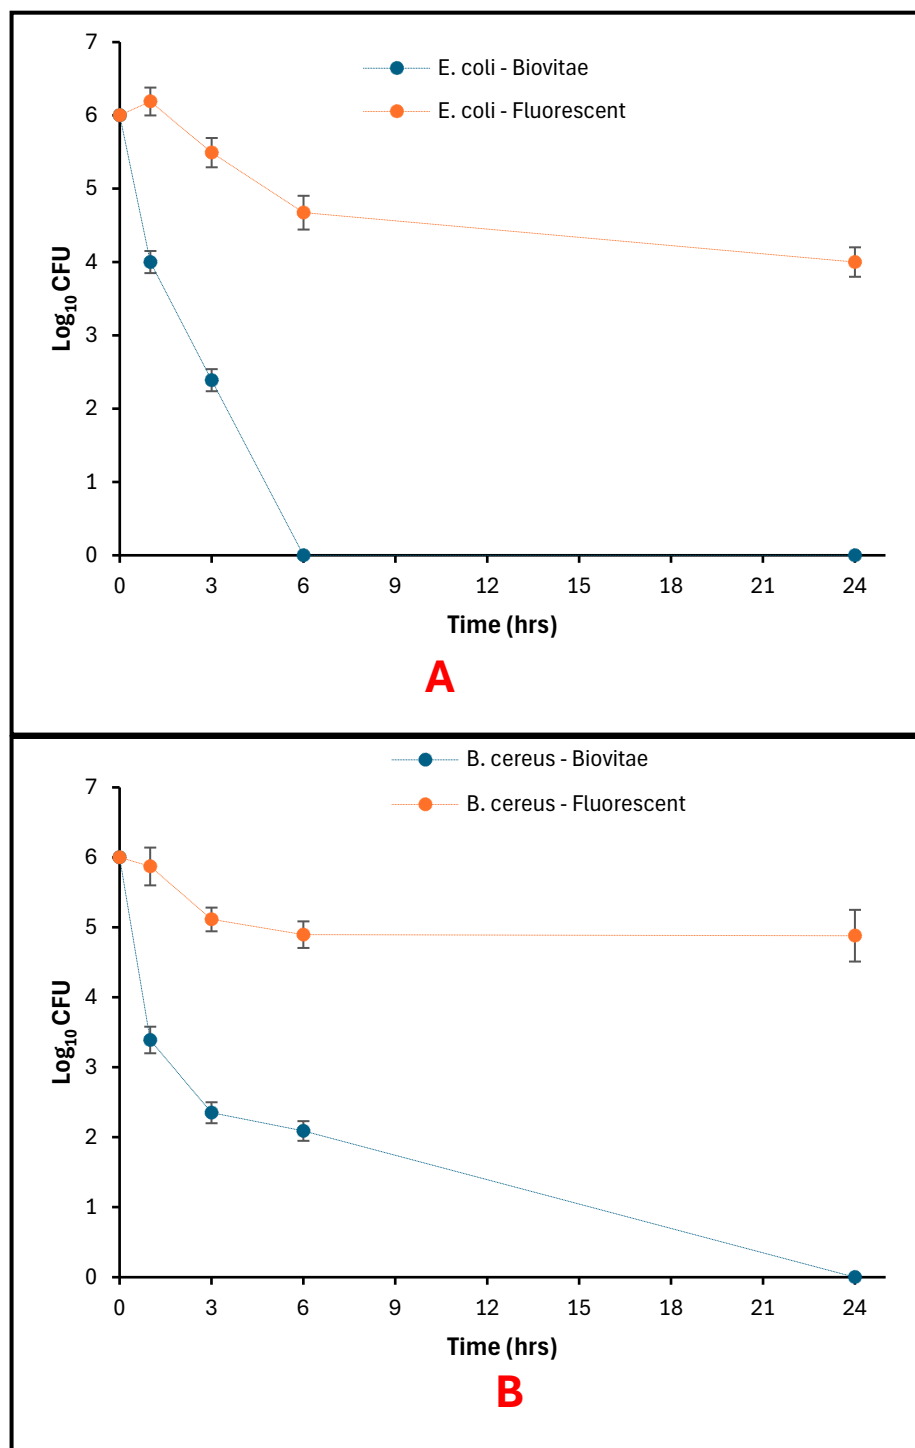 E. coli - Biovitae
E. coli - Fluorescent
7
6
5
4
3
2
1
0
Log₁₀ CFU
0 3 6 9 12 15 18 21 24
Time (hrs)
A
B. cereus - Biovitae
B. cereus - Fluorescent
7
6
5
4
3
2
1
0
Log₁₀ CFU
0 3 6 9 12 15 18 21 24
Time (hrs)
B